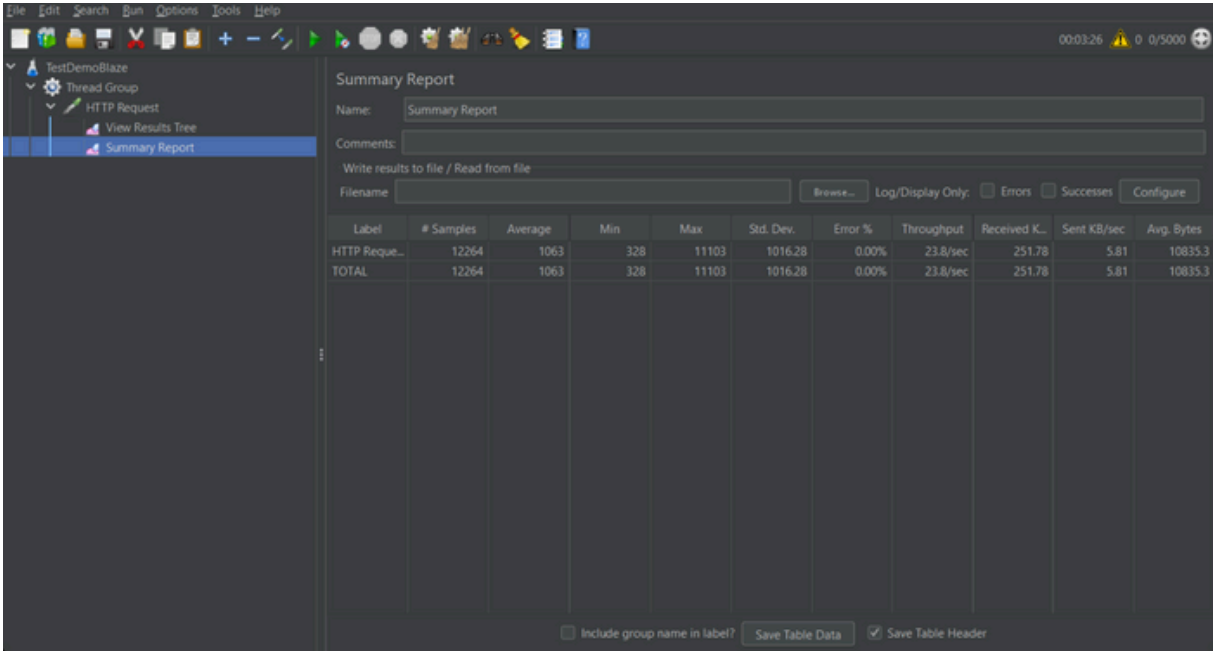 File Edit Search Run Options Tools Help
00:03:26 0 0/5000
TestDemoBlaze
Thread Group
HTTP Request
View Results Tree
Summary Report
Summary Report
Name: Summary Report
Comments:
Write results to file / Read from file
Filename Browse... Log/Display Only: Errors Successes Configure
Label # Samples Average Min Max Std. Dev. Error % Throughput Received K... Sent KB/sec Avg. Bytes
HTTP Reque... 12264 1063 328 11103 1016.28 0.00% 23.8/sec 251.78 5.81 10835.3
TOTAL 12264 1063 328 11103 1016.28 0.00% 23.8/sec 251.78 5.81 10835.3
Include group name in label? Save Table Data Save Table Header